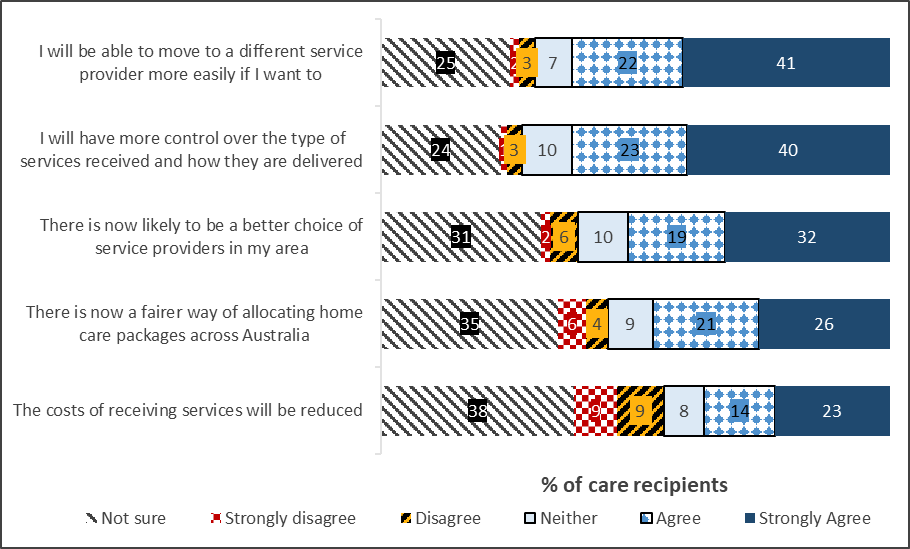 I will be able to move to a different service
provider more easily if I want to
25 2 3 7 22 41
I will have more control over the type of
services received and how they are delivered
24 3 10 23 40
There is now likely to be a better choice of
service providers in my area
31 2 6 10 19 32
There is now a fairer way of allocating home
care packages across Australia
35 6 4 9 21 26
The costs of receiving services will be reduced
38 9 9 8 14 23
% of care recipients
Not sure Strongly disagree Disagree Neither Agree Strongly Agree